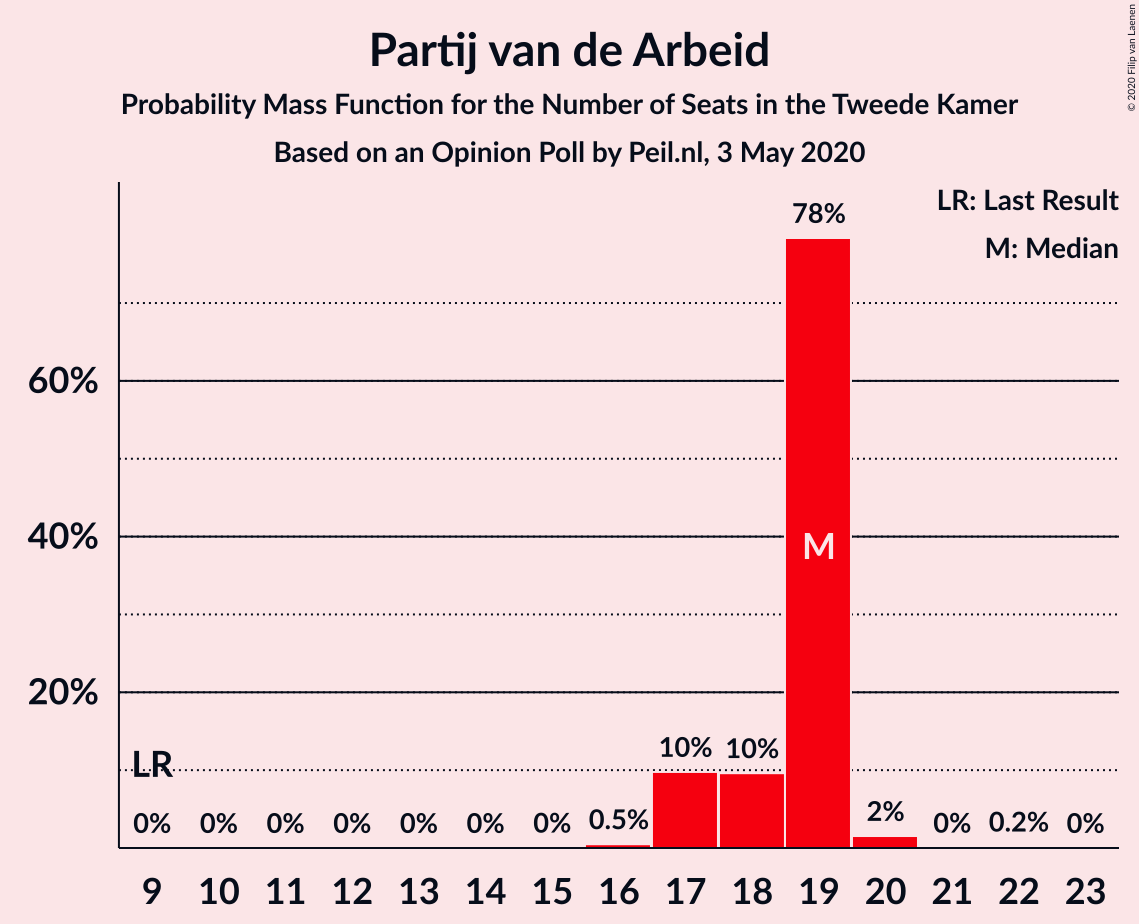 Partij van de Arbeid
Probability Mass Function for the Number of Seats in the Tweede Kamer
Based on an Opinion Poll by Peil.nl, 3 May 2020
© 2020 Filip van Laenen
LR: Last Result
M: Median
78%
60%
40%
20%
M
LR
0% 0% 0% 0% 0% 0% 0% 0.5% 10% 10% 2% 0% 0.2% 0%
9 10 11 12 13 14 15 16 17 18 19 20 21 22 23